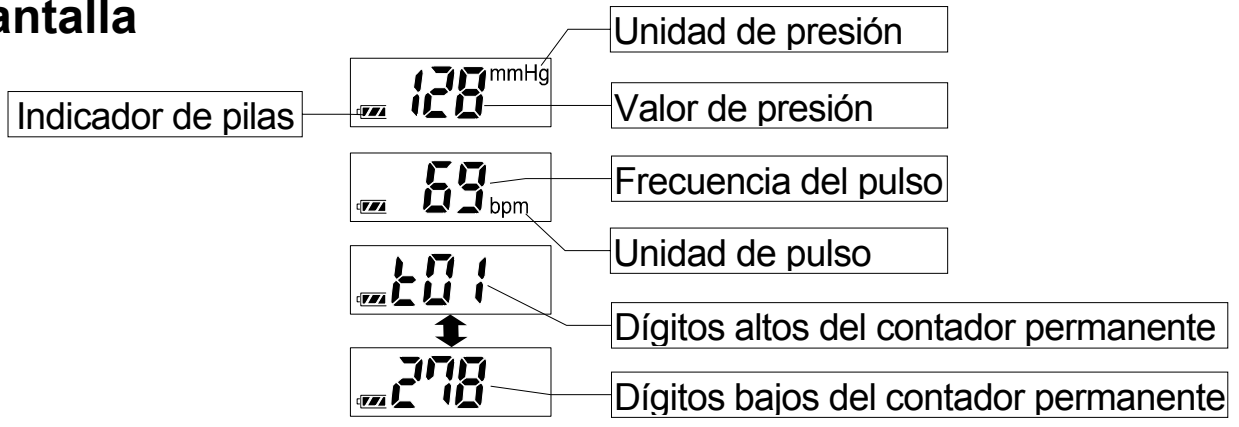 antalla
Unidad de presión
128 mmHg
Indicador de pilas
Valor de presión
69 bpm
Frecuencia del pulso
Unidad de pulso
t01
Dígitos altos del contador permanente
278
Dígitos bajos del contador permanente